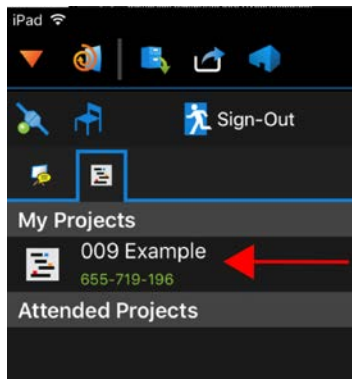 iPad
Sign-Out
My Projects
009 Example
655-719-196
Attended Projects